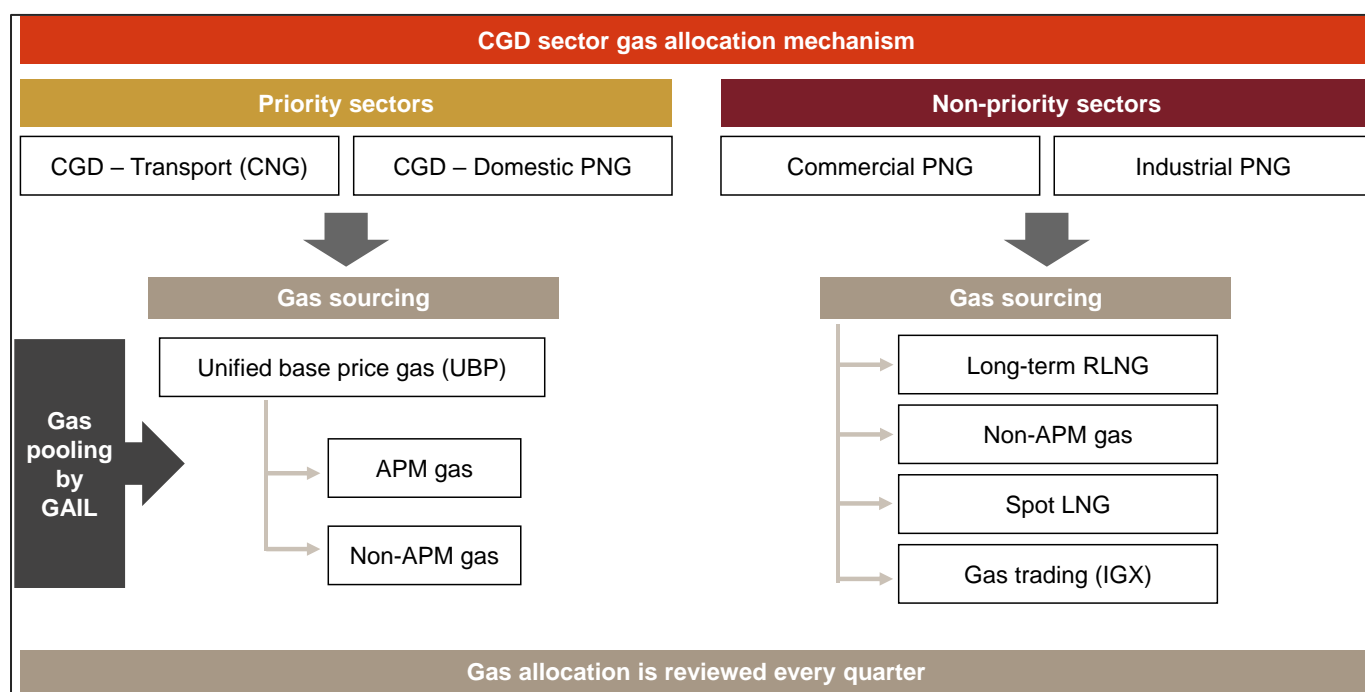 CGD sector gas allocation mechanism
Priority sectors
CGD – Transport (CNG)
CGD – Domestic PNG
Gas sourcing
Unified base price gas (UBP)
Gas
pooling
by
GAIL
APM gas
Non-APM gas
Non-priority sectors
Commercial PNG
Industrial PNG
Gas sourcing
Long-term RLNG
Non-APM gas
Spot LNG
Gas trading (IGX)
Gas allocation is reviewed every quarter